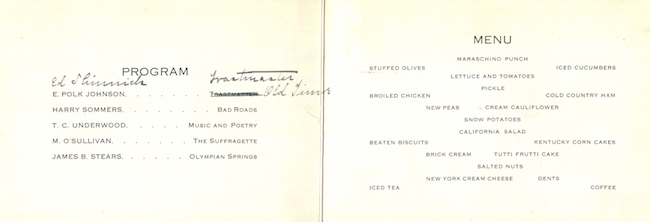 PROGRAM
Ed Toastmaster
E. POLK JOHNSON, . . . . . . TOASTMASTER Old Times
HARRY SOMMERS, . . . . . . BAD ROADS
T. C. UNDERWOOD, . . . . MUSIC AND POETRY
M. O'SULLIVAN, . . . . . THE SUFFRAGETTE
JAMES B. STEARS, . . . . . OLYMPIAN SPRINGS
MENU
MARASCHINO PUNCH
STUFFED OLIVES ICED CUCUMBERS
LETTUCE AND TOMATOES
PICKLE
BROILED CHICKEN COLD COUNTRY HAM
NEW PEAS CREAM CAULIFLOWER
SNOW POTATOES
CALIFORNIA SALAD
BEATEN BISCUITS KENTUCKY CORN CAKES
BRICK CREAM TUTTI FRUTTI CAKE
SALTED NUTS
NEW YORK CREAM CHEESE DENTS
ICED TEA COFFEE